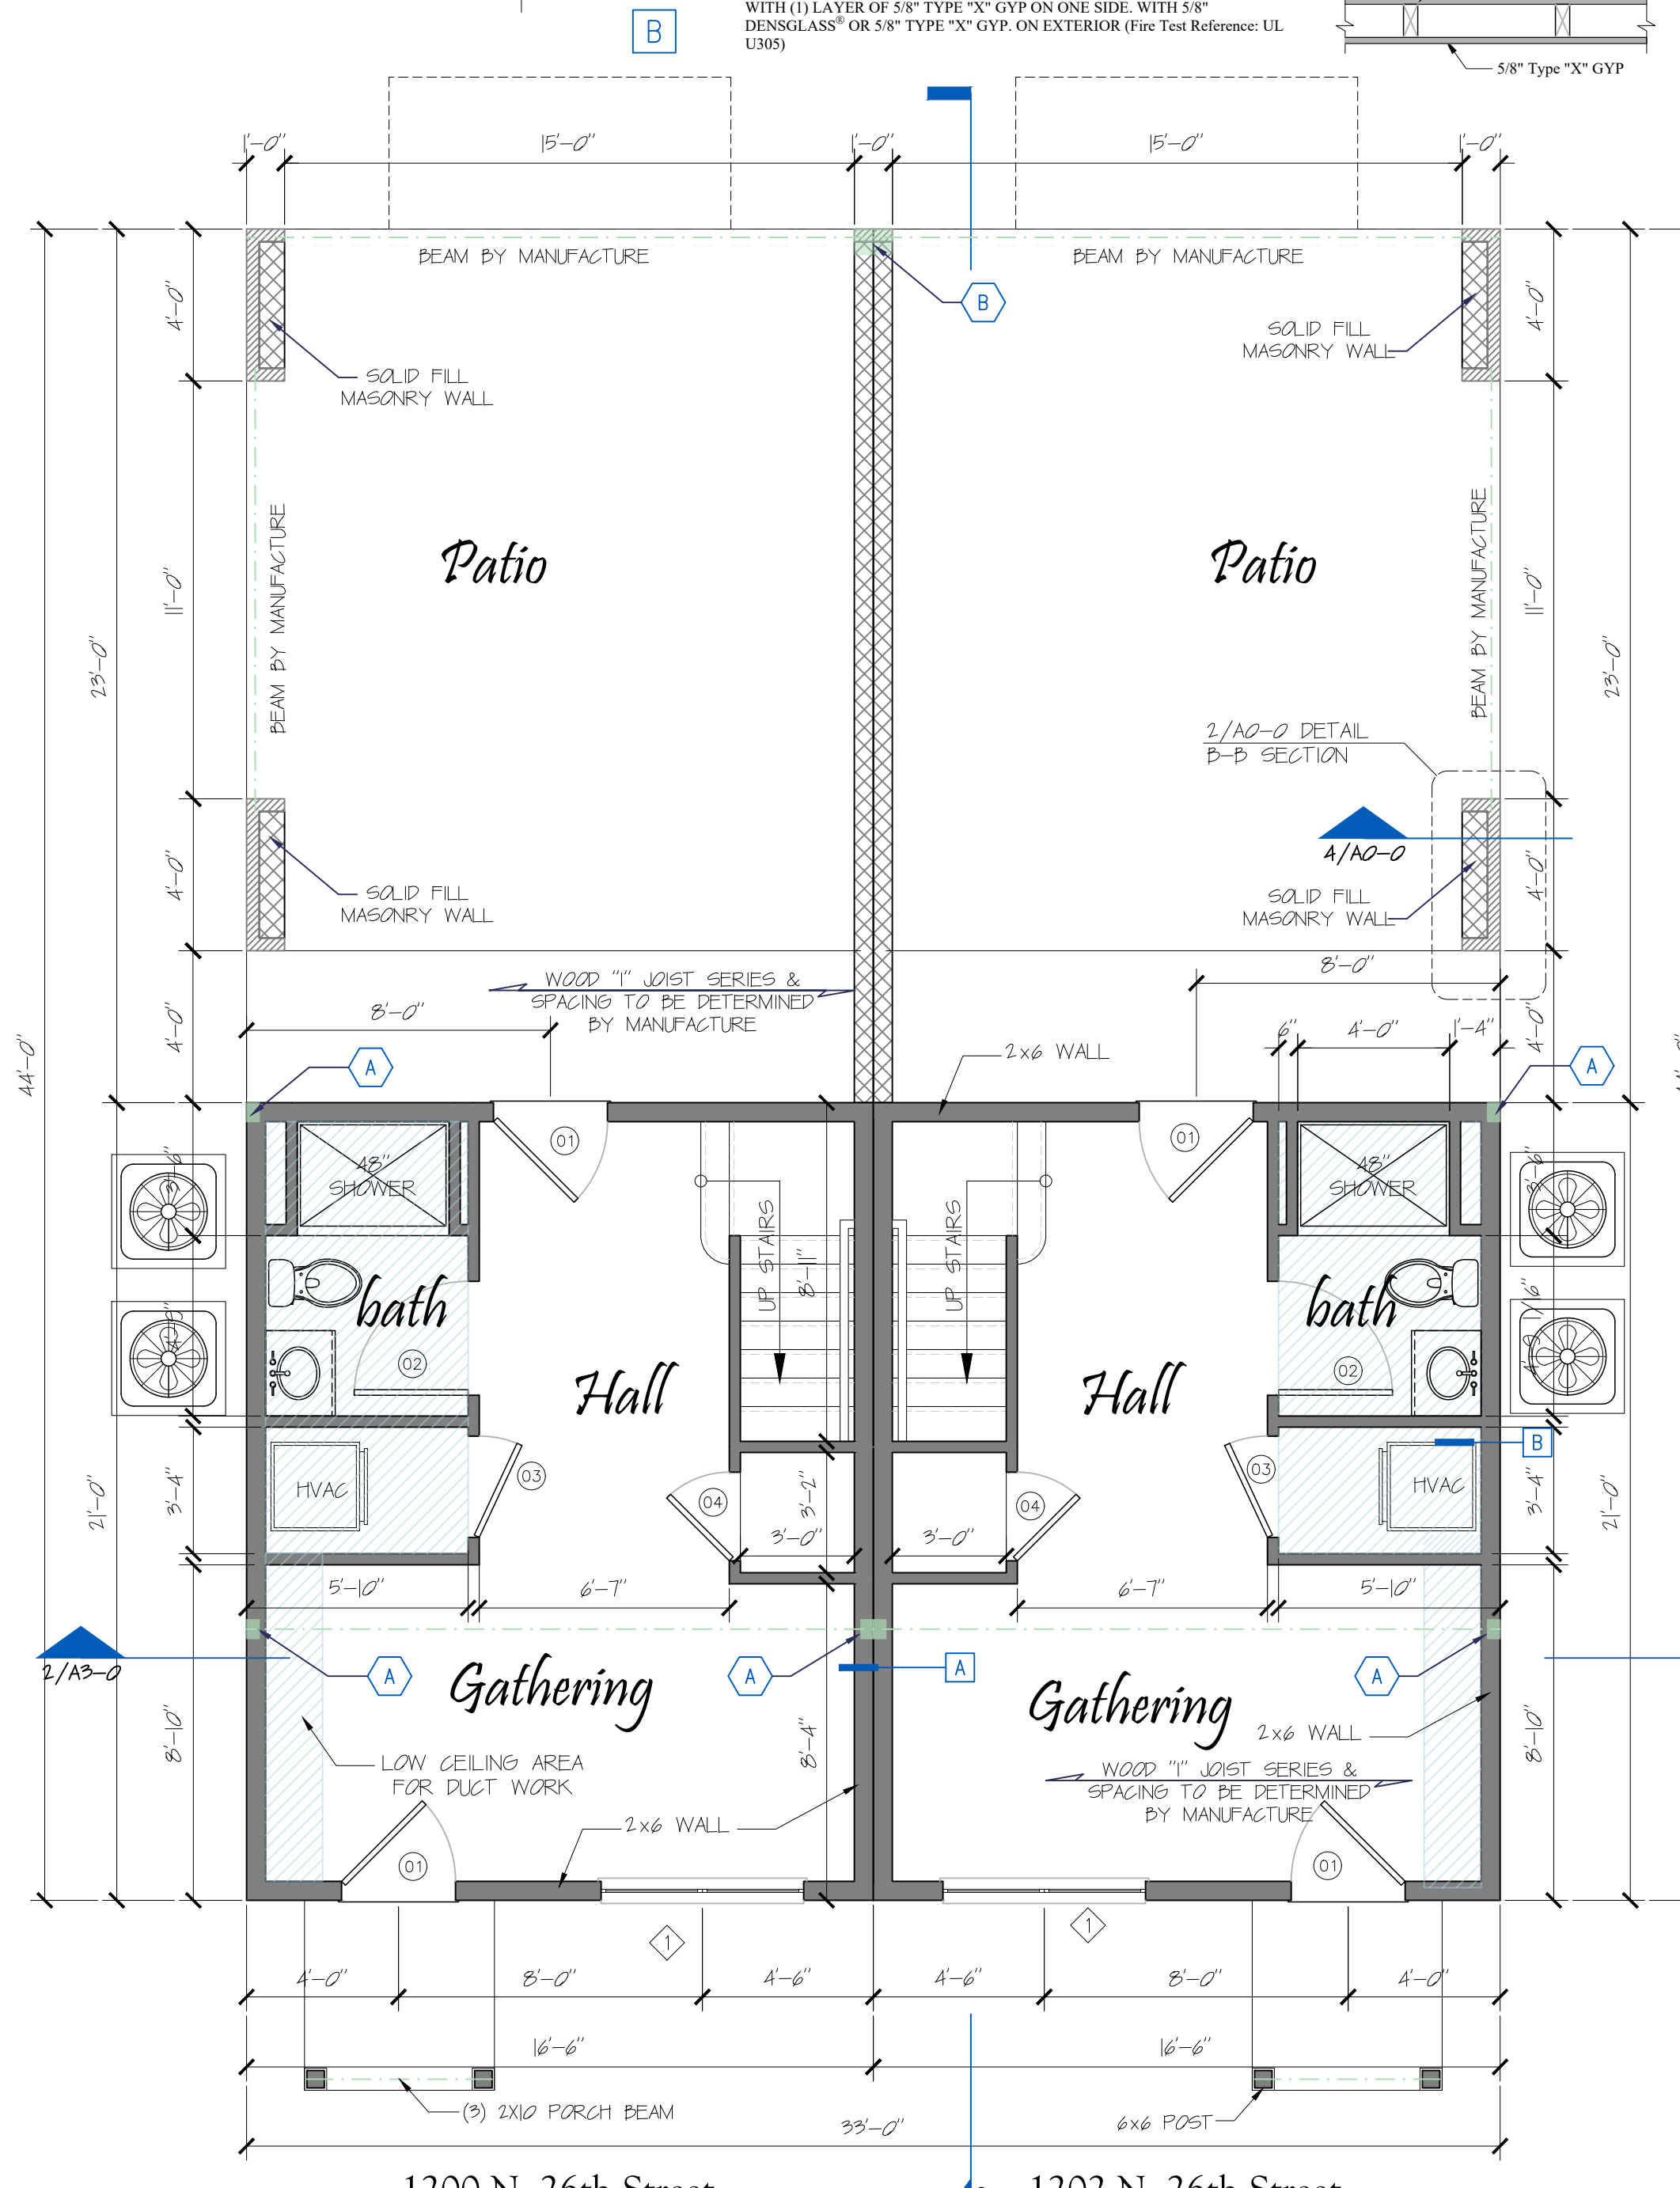 WITH (1) LAYER OF 5/8" TYPE "X" GYP ON ONE SIDE. WITH 5/8"
B
DENSGLASS® OR 5/8" TYPE "X" GYP. ON EXTERIOR (Fire Test Reference: UL
U305)
5/8" Type "X" GYP
1'-0"
15'-0"
1'-0"
15'-0"
1'-0"
BEAM BY MANUFACTURE
BEAM BY MANUFACTURE
B
4'-0"
4'-0"
SOLID FILL
MASONRY WALL
SOLID FILL
MASONRY WALL
Patio
Patio
BEAM BY MANUFACTURE
BEAM BY MANUFACTURE
11'-0"
11'-0"
23'-0"
23'-0"
2/A0-0 DETAIL
B-B SECTION
4/A0-0
4'-0"
4'-0"
SOLID FILL
MASONRY WALL
SOLID FILL
MASONRY WALL
8'-0"
WOOD "I" JOIST SERIES &
SPACING TO BE DETERMINED
BY MANUFACTURE
8'-0"
4'-0"
6"
4'-0"
1'-4"
4'-0"
44'-0"
2x6 WALL
A
A
01
01
48"
SHOWER
48"
SHOWER
3'-6"
3'-6"
UP STAIRS
8'-11"
UP STAIRS
bath
bath
02
02
Hall
Hall
B
HVAC
HVAC
03
03
04
04
3'-4"
3'-2"
3'-4"
3'-0"
3'-0"
21'-0"
21'-0"
5'-10"
6'-7"
6'-7"
5'-10"
2/A3-0
A
A
A
A
Gathering
Gathering
8'-10"
8'-4"
8'-10"
2x6 WALL
LOW CEILING AREA
FOR DUCT WORK
WOOD "I" JOIST SERIES &
SPACING TO BE DETERMINED
BY MANUFACTURE
2x6 WALL
01
01
1
1
4'-0"
8'-0"
4'-6"
4'-6"
8'-0"
4'-0"
16'-6"
16'-6"
(3) 2X10 PORCH BEAM
6x6 POST
33'-0"
1200 N. 26th Street
1202 N. 26th Street